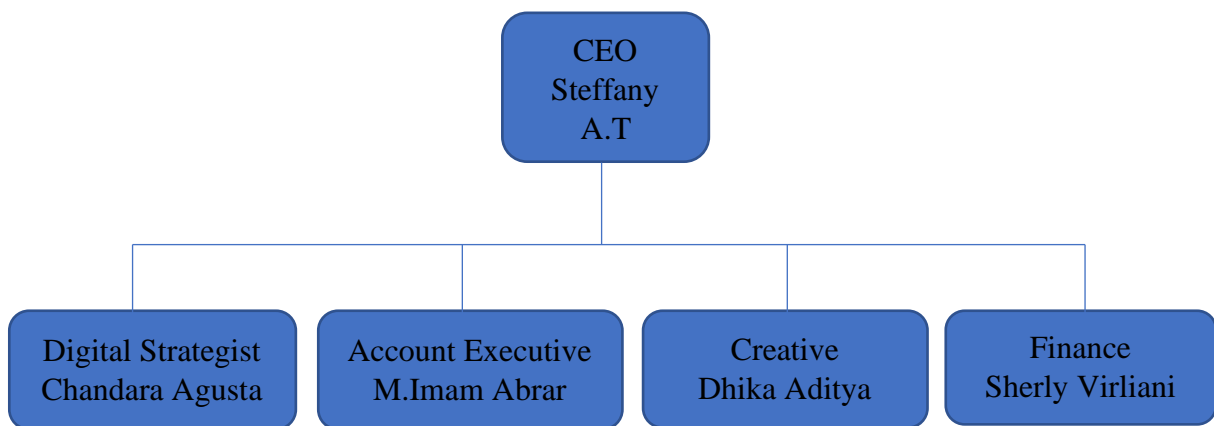 CEO
Steffany
A.T
Digital Strategist
Chandara Agusta
Account Executive
M.Imam Abrar
Creative
Dhika Aditya
Finance
Sherly Virliani